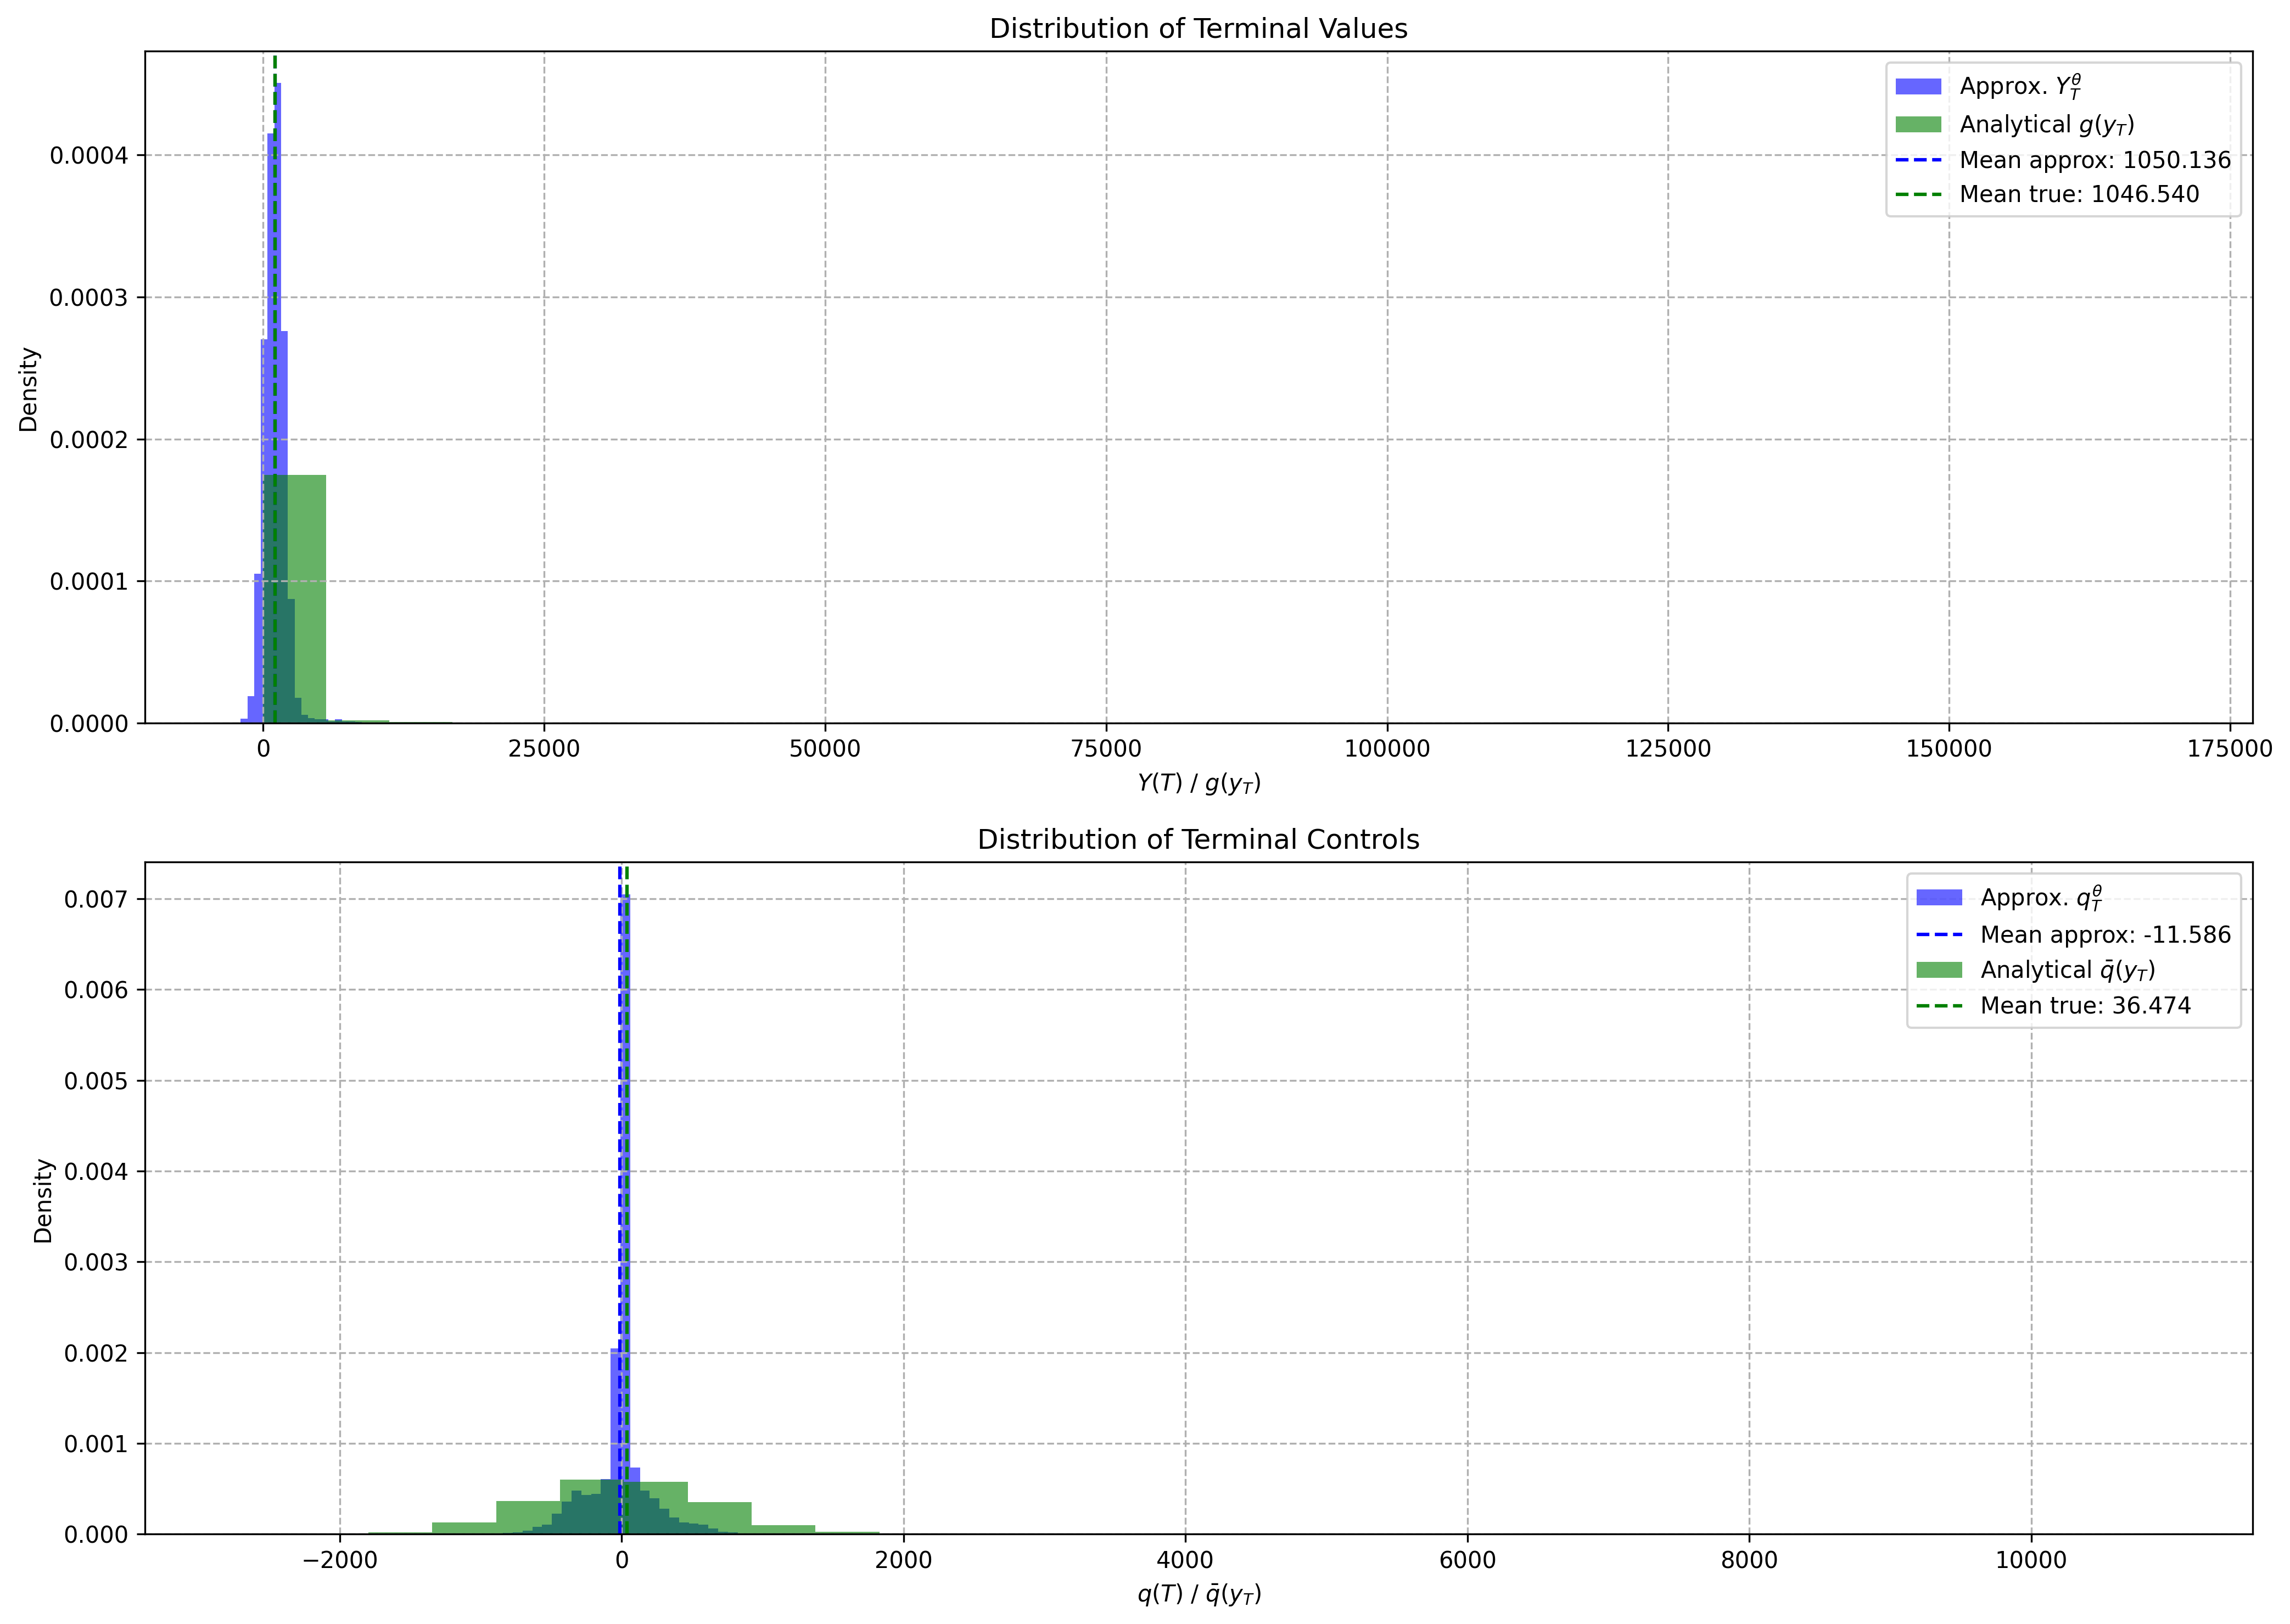 Distribution of Terminal Values
Density
0.0004
0.0003
0.0002
0.0001
0.0000
0 25000 50000 75000 100000 125000 150000 175000
Y(T) / g(y_T)
Approx. Y_T^θ
Analytical g(y_T)
Mean approx: 1050.136
Mean true: 1046.540
Distribution of Terminal Controls
Density
0.007
0.006
0.005
0.004
0.003
0.002
0.001
0.000
−2000 0 2000 4000 6000 8000 10000
q(T) / q̄(y_T)
Approx. q_T^θ
Mean approx: -11.586
Analytical q̄(y_T)
Mean true: 36.474